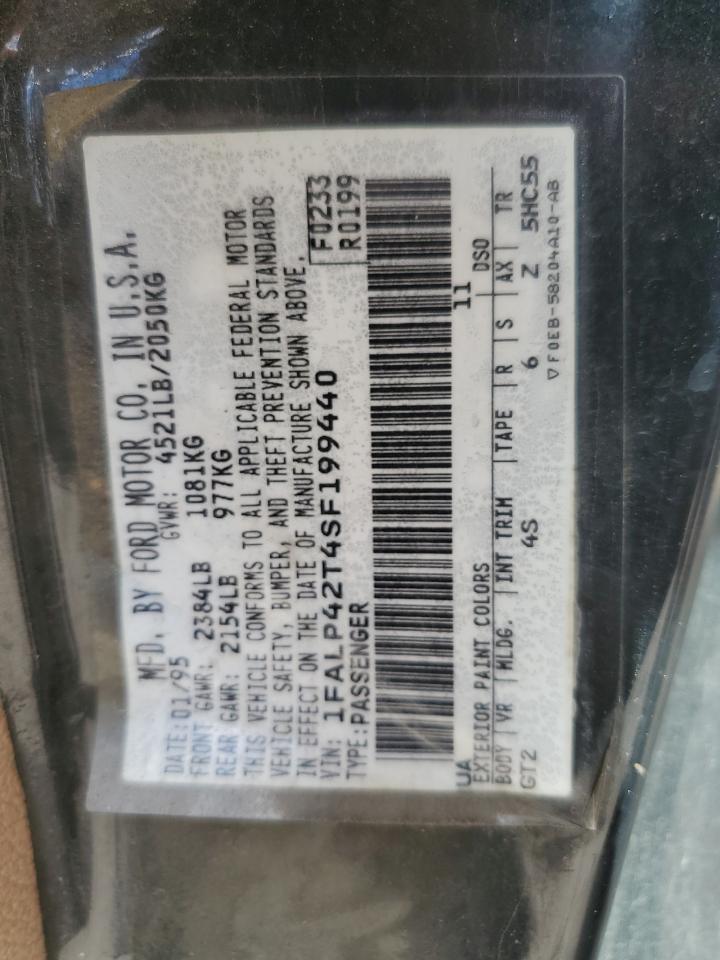 MFD. BY FORD MOTOR CO. IN U.S.A.
DATE: 01/95 GVWR: 4521LB/2050KG
FRONT GAWR: 2384LB 1081KG
REAR GAWR: 2154LB 977KG
THIS VEHICLE CONFORMS TO ALL APPLICABLE FEDERAL MOTOR
VEHICLE SAFETY, BUMPER, AND THEFT PREVENTION STANDARDS
IN EFFECT ON THE DATE OF MANUFACTURE SHOWN ABOVE.
VIN: 1FALP42T4SF199440 F0233
TYPE: PASSENGER R0199
UA 11
EXTERIOR PAINT COLORS DSO
BODY | VR | MLDG. | INT TRIM | TAPE | R | S | AX | TR
GT2 4S 6 Z 5HC55
▽ F0EB-58204A10-AB